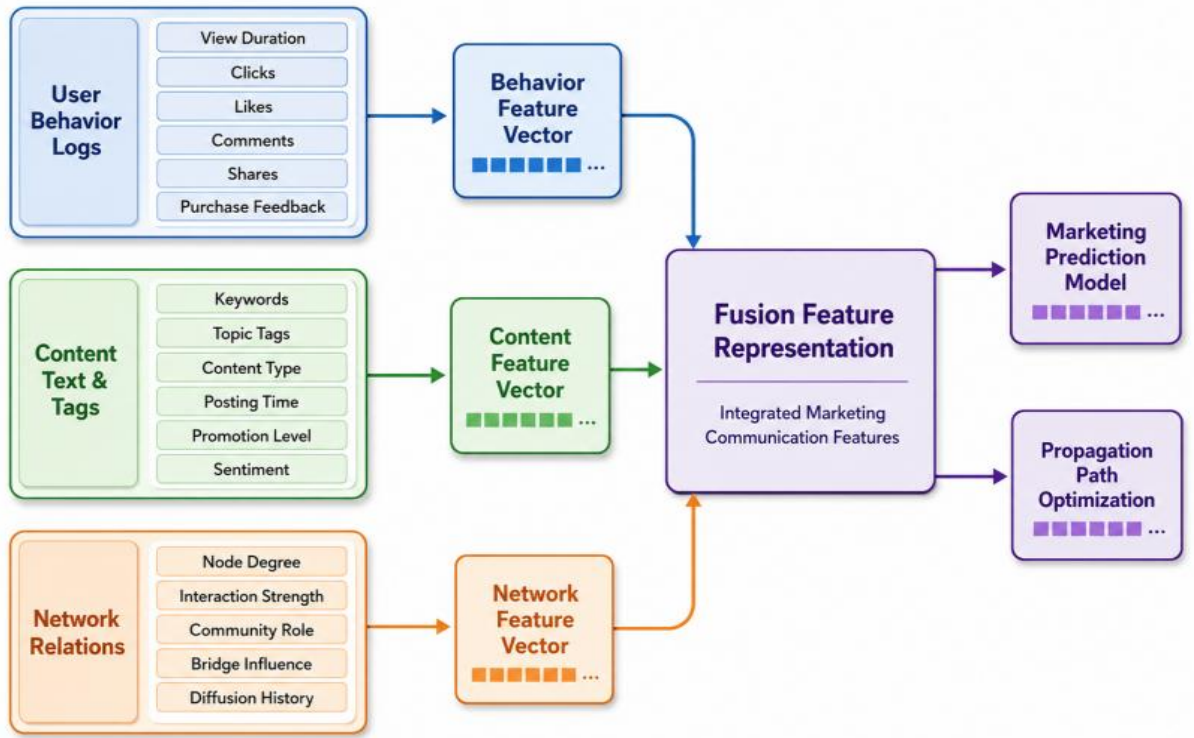 User
Behavior
Logs
View Duration
Clicks
Likes
Comments
Shares
Purchase Feedback
Behavior
Feature
Vector
...
Content
Text &
Tags
Keywords
Topic Tags
Content Type
Posting Time
Promotion Level
Sentiment
Content
Feature
Vector
...
Network
Relations
Node Degree
Interaction Strength
Community Role
Bridge Influence
Diffusion History
Network
Feature
Vector
...
Fusion Feature
Representation
Integrated Marketing
Communication Features
Marketing
Prediction
Model
...
Propagation
Path
Optimization
...